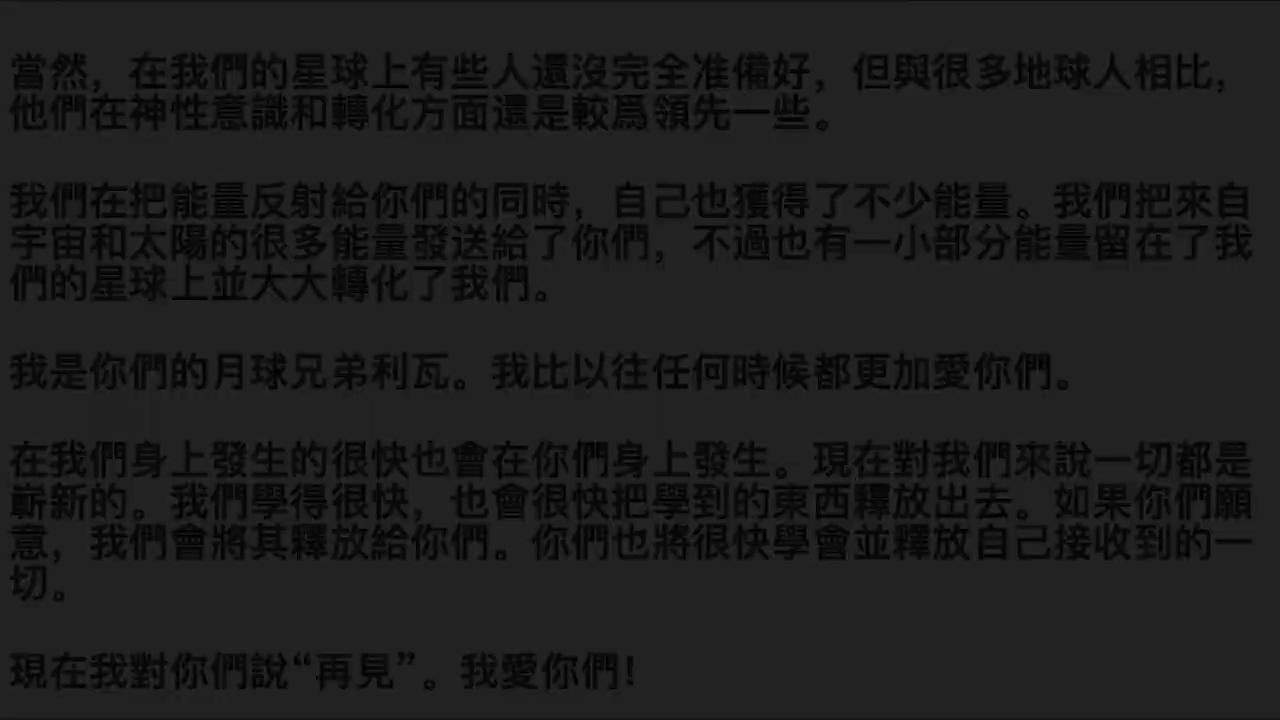 當然，在我們的星球上有些人還沒完全准備好，但與很多地球人相比，
他們在神性意識和轉化方面還是較爲領先一些。
我們在把能量反射給你們的同時，自己也獲得了不少能量。我們把來自
宇宙和太陽的很多能量發送給了你們，不過也有一小部分能量留在了我
們的星球上並大大轉化了我們。
我是你們的月球兄弟利瓦。我比以往任何時候都更加愛你們。
在我們身上發生的很快也會在你們身上發生。現在對我們來說一切都是
嶄新的。我們學得很快，也會很快把學到的東西釋放出去。如果你們願
意，我們會將其釋放給你們。你們也將很快學會並釋放自己接收到的一
切。
現在我對你們說“再見”。我愛你們！